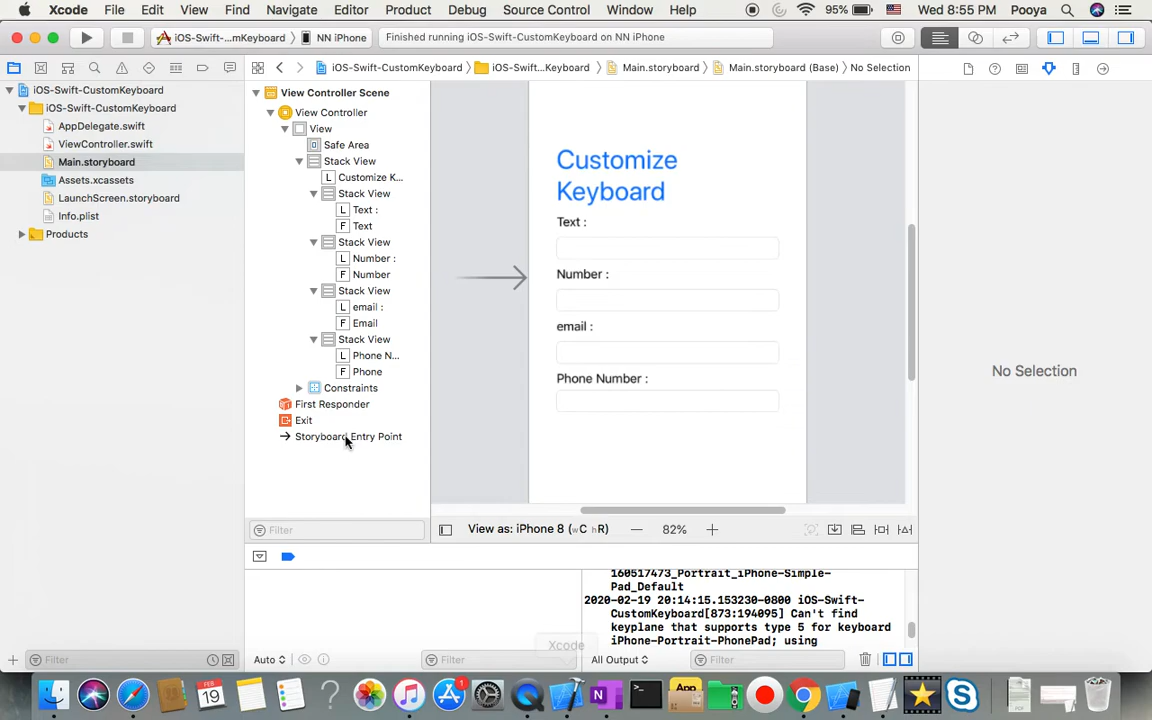 Xcode File Edit View Find Navigate Editor Product Debug Source Control Window Help 95% Wed 8:55 PM Pooya
iOS-Swift-...mKeyboard NN iPhone Finished running iOS-Swift-CustomKeyboard on NN iPhone
iOS-Swift-CustomKeyboard iOS-Swift...Keyboard Main.storyboard Main.storyboard (Base) No Selection
iOS-Swift-CustomKeyboard
iOS-Swift-CustomKeyboard
AppDelegate.swift
ViewController.swift
Main.storyboard
Assets.xcassets
LaunchScreen.storyboard
Info.plist
Products
View Controller Scene
View Controller
View
Safe Area
Stack View
L Customize K...
Stack View
L Text :
F Text
Stack View
L Number :
F Number
Stack View
L email :
F Email
Stack View
L Phone N...
F Phone
Constraints
First Responder
Exit
Storyboard Entry Point
Filter
Customize
Keyboard
Text :
Number :
email :
Phone Number :
View as: iPhone 8 (wC hR) 82%
No Selection
160517473_Portrait_iPhone-Simple-
Pad_Default
2020-02-19 20:14:15.153230-0800 iOS-Swift-
CustomKeyboard[873:194095] Can't find
keyplane that supports type 5 for keyboard
iPhone-Portrait-PhonePad; using
Xcode
Filter
Auto
Filter
All Output
Filter
FEB
19
1
App